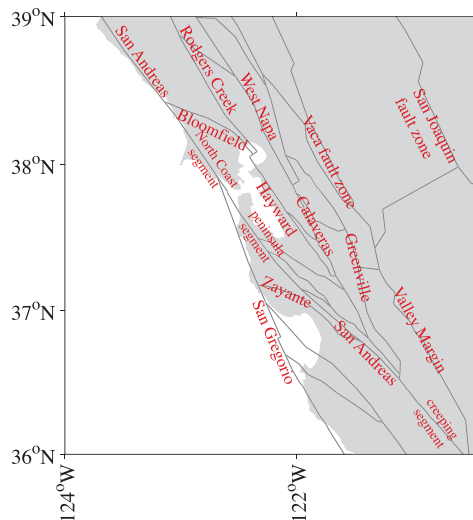 39°N
San Andreas
Rodgers Creek
West Napa
Vaca fault zone
San Joaquin
fault zone
Bloomfield
38°N
North Coast
segment
Hayward
peninsula
segment
Calaveras
Greenville
Zayante
37°N
San Gregorio
San Andreas
Valley Margin
creeping
segment
36°N
124°W
122°W